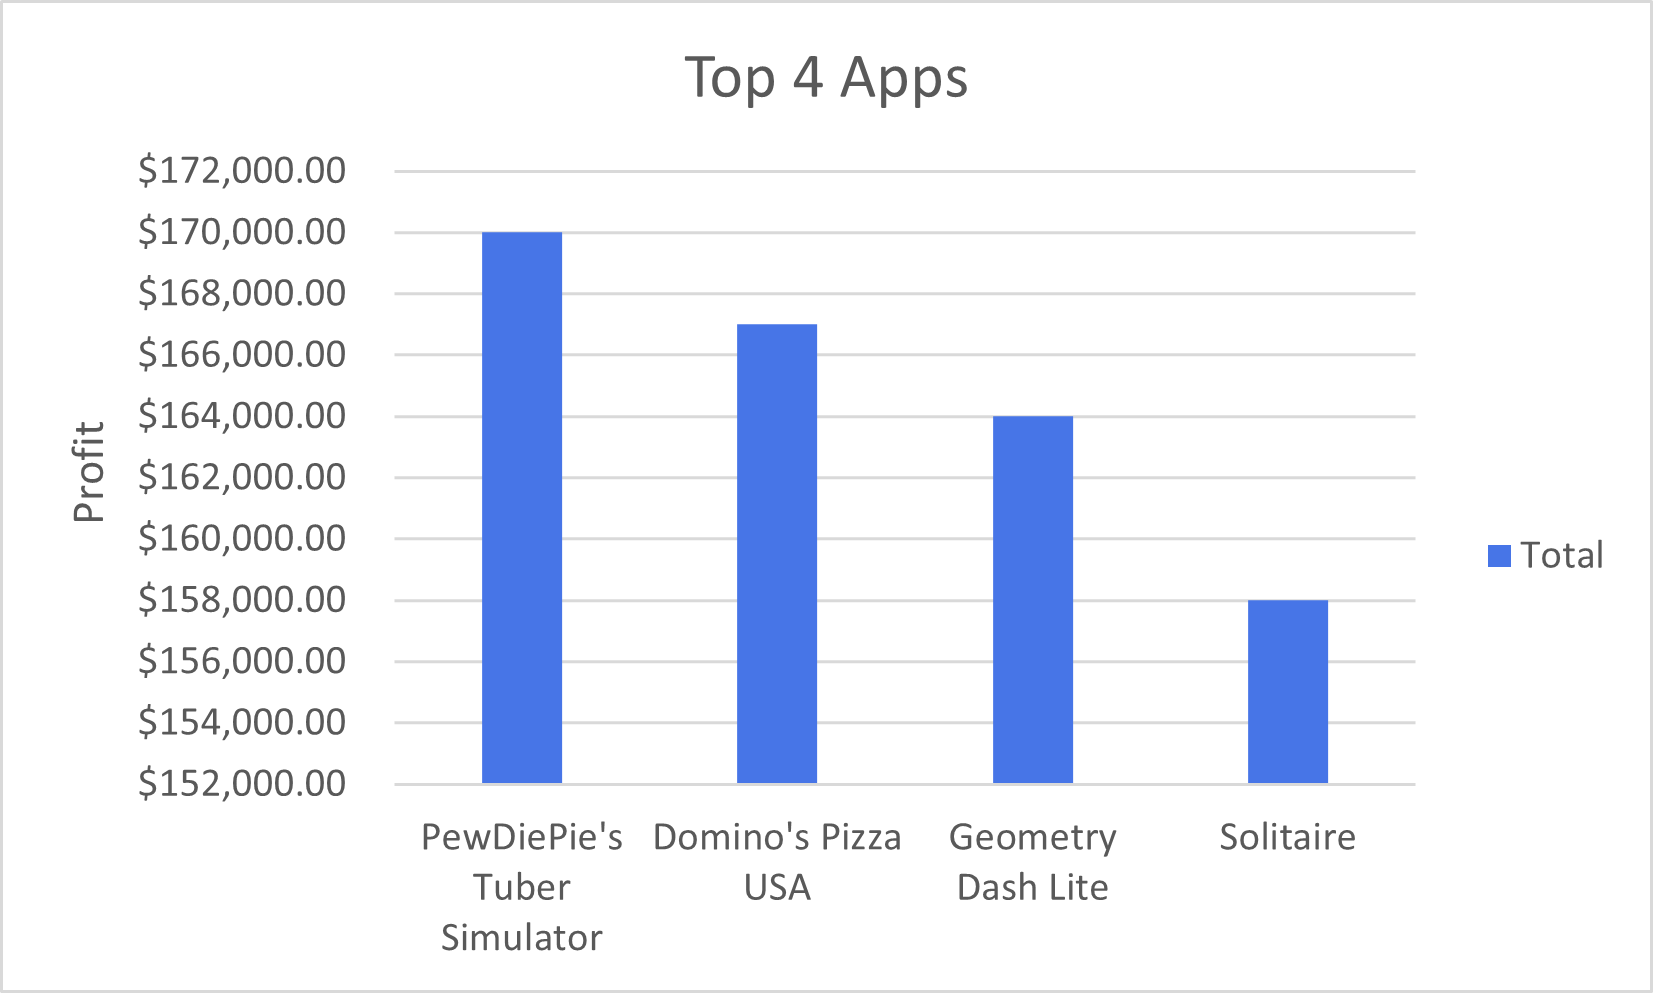 Top 4 Apps
$172,000.00
$170,000.00
$168,000.00
$166,000.00
$164,000.00
$162,000.00
$160,000.00
$158,000.00
$156,000.00
$154,000.00
$152,000.00
Profit
PewDiePie's
Tuber
Simulator
Domino's Pizza
USA
Geometry
Dash Lite
Solitaire
Total